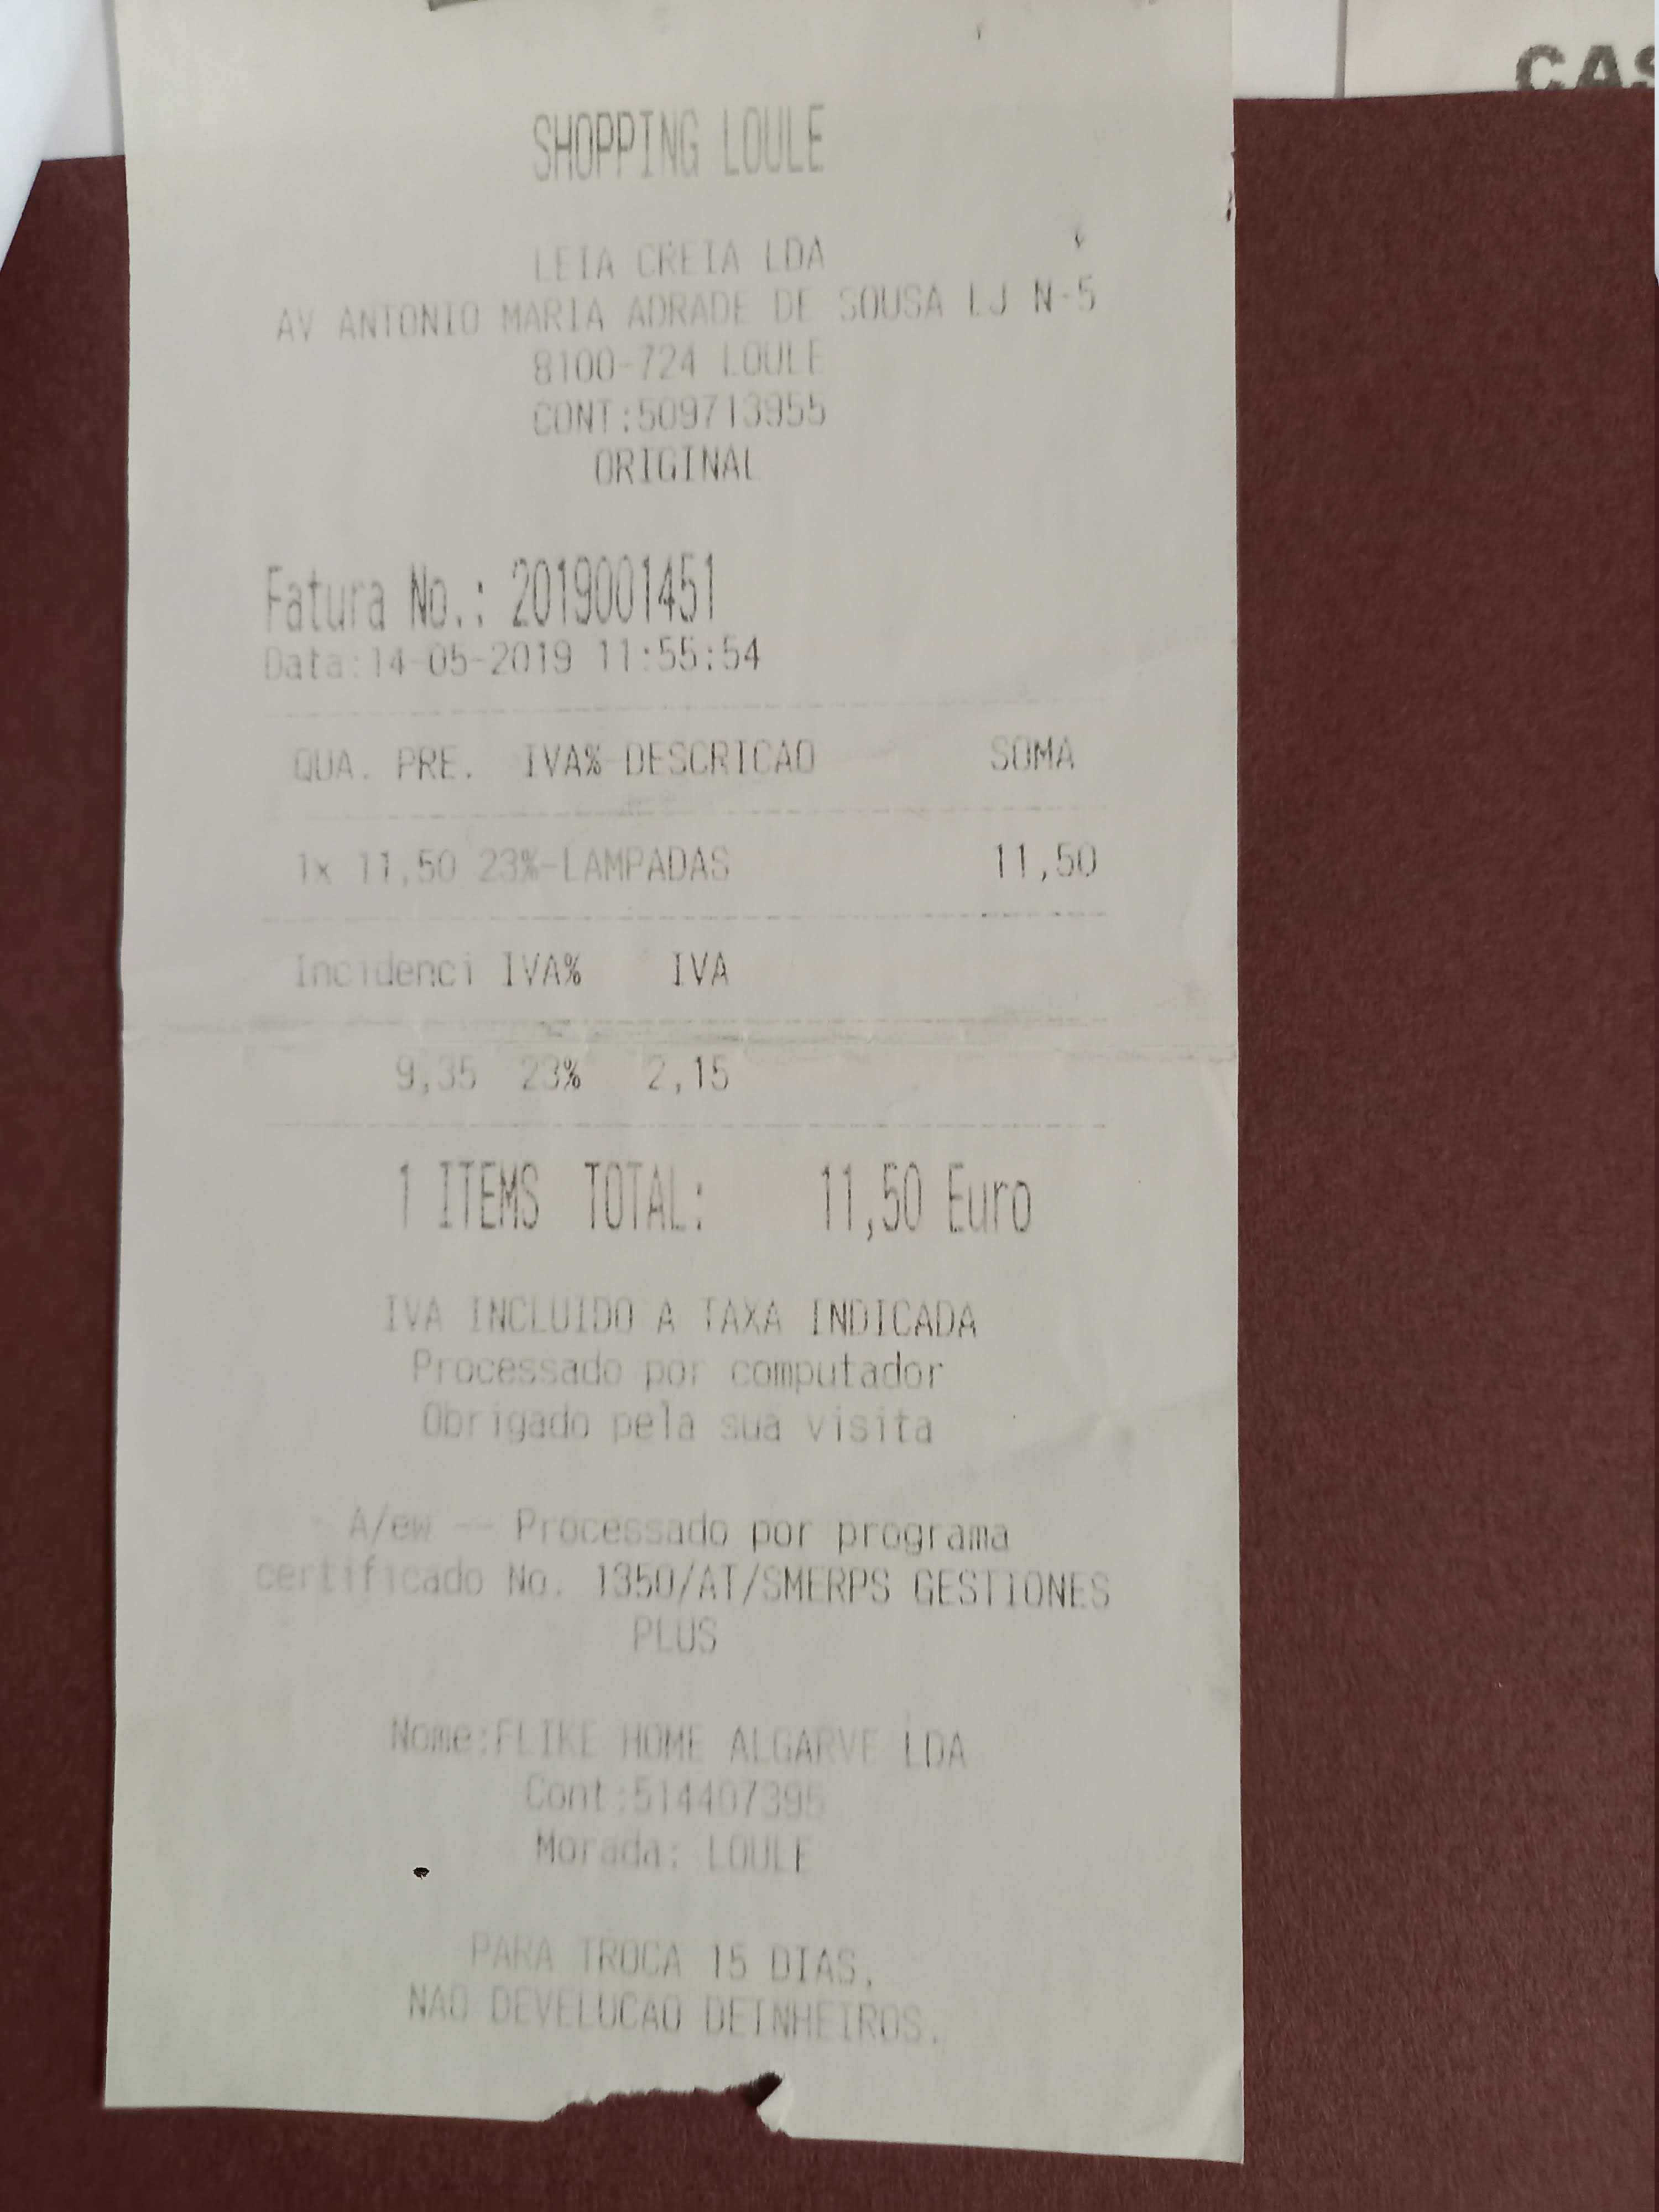 CAS
SHOPPING LOULE
LEIA CREIA LDA
AV ANTONIO MARIA ADRADE DE SOUSA LJ N-5
8100-724 LOULE
CONT:509713955
ORIGINAL
Fatura No.: 2019001451
Data:14-05-2019 11:55:54
QUA. PRE. IVA%-DESCRICAO SOMA
1x 11,50 23%-LAMPADAS 11,50
Incidenci IVA% IVA
9,35 23% 2,15
1 ITEMS TOTAL: 11,50 Euro
IVA INCLUIDO A TAXA INDICADA
Processado por computador
Obrigado pela sua visita
A/ew -- Processado por programa
certificado No. 1350/AT/SMERPS GESTIONES
PLUS
Nome:FLIKE HOME ALGARVE LDA
Cont:514407395
Morada: LOULE
PARA TROCA 15 DIAS,
NAO DEVELUCAO DEINHEIROS.